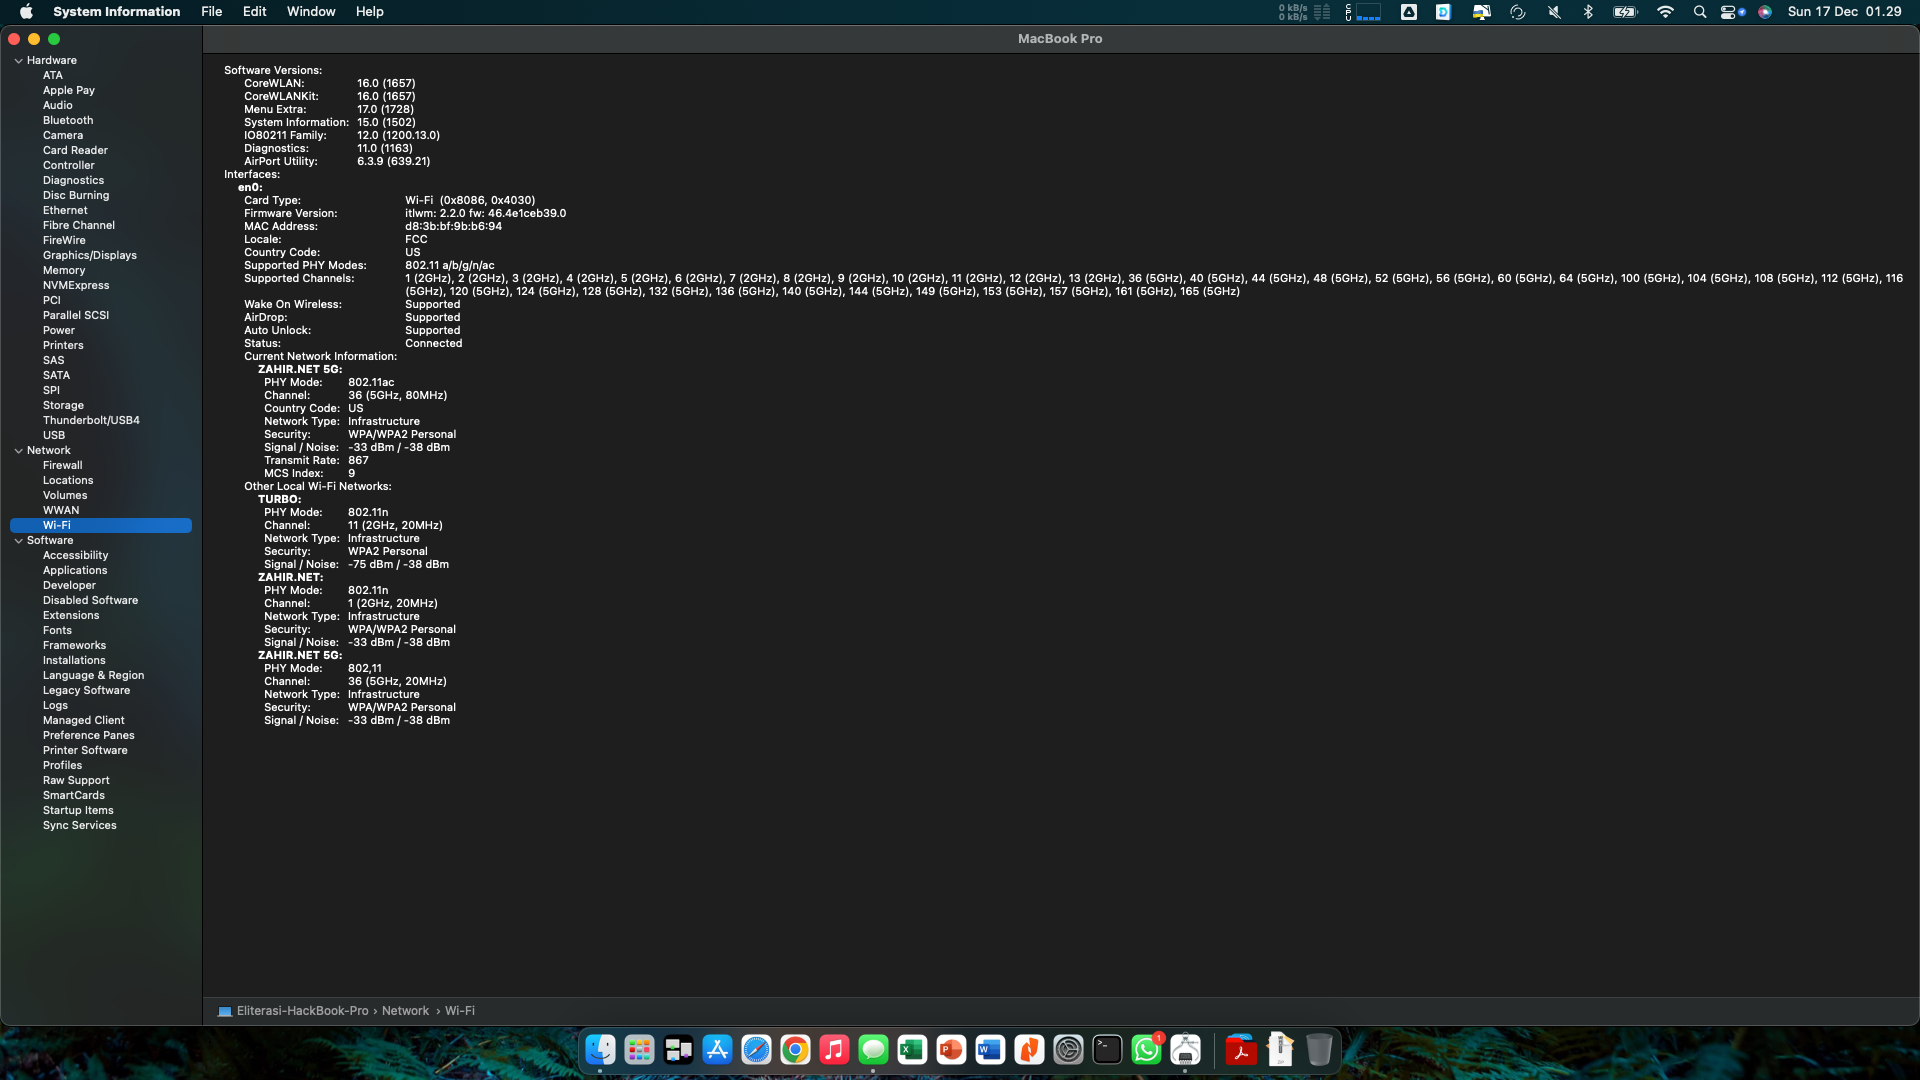 System Information File Edit Window Help
0 kB/s
0 kB/s
CPU
Sun 17 Dec 01.29
MacBook Pro
Hardware
ATA
Apple Pay
Audio
Bluetooth
Camera
Card Reader
Controller
Diagnostics
Disc Burning
Ethernet
Fibre Channel
FireWire
Graphics/Displays
Memory
NVMExpress
PCI
Parallel SCSI
Power
Printers
SAS
SATA
SPI
Storage
Thunderbolt/USB4
USB
Network
Firewall
Locations
Volumes
WWAN
Wi-Fi
Software
Accessibility
Applications
Developer
Disabled Software
Extensions
Fonts
Frameworks
Installations
Language & Region
Legacy Software
Logs
Managed Client
Preference Panes
Printer Software
Profiles
Raw Support
SmartCards
Startup Items
Sync Services
Software Versions:
CoreWLAN: 16.0 (1657)
CoreWLANKit: 16.0 (1657)
Menu Extra: 17.0 (1728)
System Information: 15.0 (1502)
IO80211 Family: 12.0 (1200.13.0)
Diagnostics: 11.0 (1163)
AirPort Utility: 6.3.9 (639.21)
Interfaces:
en0:
Card Type: Wi-Fi (0x8086, 0x4030)
Firmware Version: itlwm: 2.2.0 fw: 46.4e1ceb39.0
MAC Address: d8:3b:bf:9b:b6:94
Locale: FCC
Country Code: US
Supported PHY Modes: 802.11 a/b/g/n/ac
Supported Channels: 1 (2GHz), 2 (2GHz), 3 (2GHz), 4 (2GHz), 5 (2GHz), 6 (2GHz), 7 (2GHz), 8 (2GHz), 9 (2GHz), 10 (2GHz), 11 (2GHz), 12 (2GHz), 13 (2GHz), 36 (5GHz), 40 (5GHz), 44 (5GHz), 48 (5GHz), 52 (5GHz), 56 (5GHz), 60 (5GHz), 64 (5GHz), 100 (5GHz), 104 (5GHz), 108 (5GHz), 112 (5GHz), 116
(5GHz), 120 (5GHz), 124 (5GHz), 128 (5GHz), 132 (5GHz), 136 (5GHz), 140 (5GHz), 144 (5GHz), 149 (5GHz), 153 (5GHz), 157 (5GHz), 161 (5GHz), 165 (5GHz)
Wake On Wireless: Supported
AirDrop: Supported
Auto Unlock: Supported
Status: Connected
Current Network Information:
ZAHIR.NET 5G:
PHY Mode: 802.11ac
Channel: 36 (5GHz, 80MHz)
Country Code: US
Network Type: Infrastructure
Security: WPA/WPA2 Personal
Signal / Noise: -33 dBm / -38 dBm
Transmit Rate: 867
MCS Index: 9
Other Local Wi-Fi Networks:
TURBO:
PHY Mode: 802.11n
Channel: 11 (2GHz, 20MHz)
Network Type: Infrastructure
Security: WPA2 Personal
Signal / Noise: -75 dBm / -38 dBm
ZAHIR.NET:
PHY Mode: 802.11n
Channel: 1 (2GHz, 20MHz)
Network Type: Infrastructure
Security: WPA/WPA2 Personal
Signal / Noise: -33 dBm / -38 dBm
ZAHIR.NET 5G:
PHY Mode: 802,11
Channel: 36 (5GHz, 20MHz)
Network Type: Infrastructure
Security: WPA/WPA2 Personal
Signal / Noise: -33 dBm / -38 dBm
Eliterasi-HackBook-Pro › Network › Wi-Fi
1